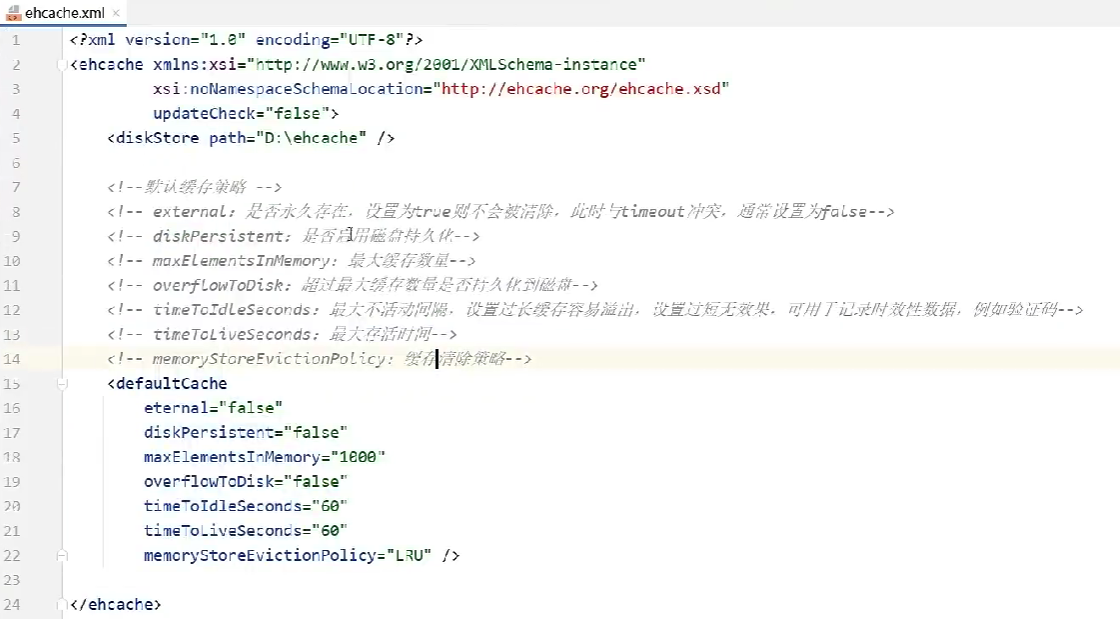 ehcache.xml
1 <?xml version="1.0" encoding="UTF-8"?>
2 <ehcache xmlns:xsi="http://www.w3.org/2001/XMLSchema-instance"
3 xsi:noNamespaceSchemaLocation="http://ehcache.org/ehcache.xsd"
4 updateCheck="false">
5 <diskStore path="D:\ehcache" />
6
7 <!--默认缓存策略 -->
8 <!-- external：是否永久存在，设置为true则不会被清除，此时与timeout冲突，通常设置为false-->
9 <!-- diskPersistent：是否启用磁盘持久化-->
10 <!-- maxElementsInMemory：最大缓存数量-->
11 <!-- overflowToDisk：超过最大缓存数量是否持久化到磁盘-->
12 <!-- timeToIdleSeconds：最大不活动间隔，设置过长缓存容易溢出，设置过短无效果，可用于记录时效性数据，例如验证码-->
13 <!-- timeToLiveSeconds：最大存活时间-->
14 <!-- memoryStoreEvictionPolicy：缓存清除策略-->
15 <defaultCache
16 eternal="false"
17 diskPersistent="false"
18 maxElementsInMemory="1000"
19 overflowToDisk="false"
20 timeToIdleSeconds="60"
21 timeToLiveSeconds="60"
22 memoryStoreEvictionPolicy="LRU" />
23
24 </ehcache>